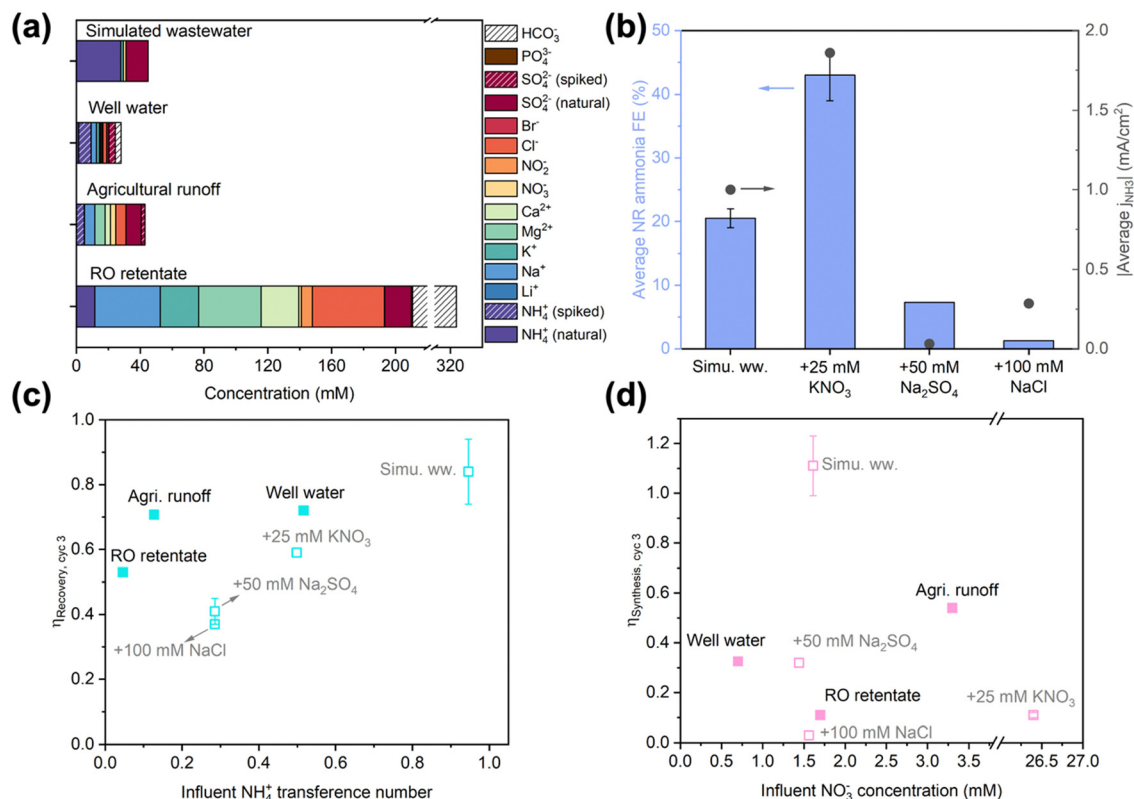 (a)
Simulated wastewater
Well water
Agricultural runoff
RO retentate
0 40 80 120 160 200 320
Concentration (mM)
HCO₃⁻
PO₄³⁻
SO₄²⁻ (spiked)
SO₄²⁻ (natural)
Br⁻
Cl⁻
NO₂⁻
NO₃⁻
Ca²⁺
Mg²⁺
K⁺
Na⁺
Li⁺
NH₄⁺ (spiked)
NH₄⁺ (natural)
(b)
Average NR ammonia FE (%)
50
40
30
20
10
0
2.0
1.5
1.0
0.5
0.0
|Average j_NH3| (mA/cm²)
Simu. ww. +25 mM +50 mM +100 mM
KNO₃ Na₂SO₄ NaCl
(c)
η_Recovery, cyc 3
1.0
0.8
0.6
0.4
0.2
0.0
Simu. ww.
Agri. runoff
Well water
+25 mM KNO₃
RO retentate
+50 mM Na₂SO₄
+100 mM NaCl
0.0 0.2 0.4 0.6 0.8 1.0
Influent NH₄⁺ transference number
(d)
η_Synthesis, cyc 3
1.2
1.0
0.8
0.6
0.4
0.2
0.0
Simu. ww.
Agri. runoff
Well water
+50 mM Na₂SO₄
RO retentate
+25 mM KNO₃
+100 mM NaCl
0.0 0.5 1.0 1.5 2.0 2.5 3.0 3.5 26.5 27.0
Influent NO₃⁻ concentration (mM)